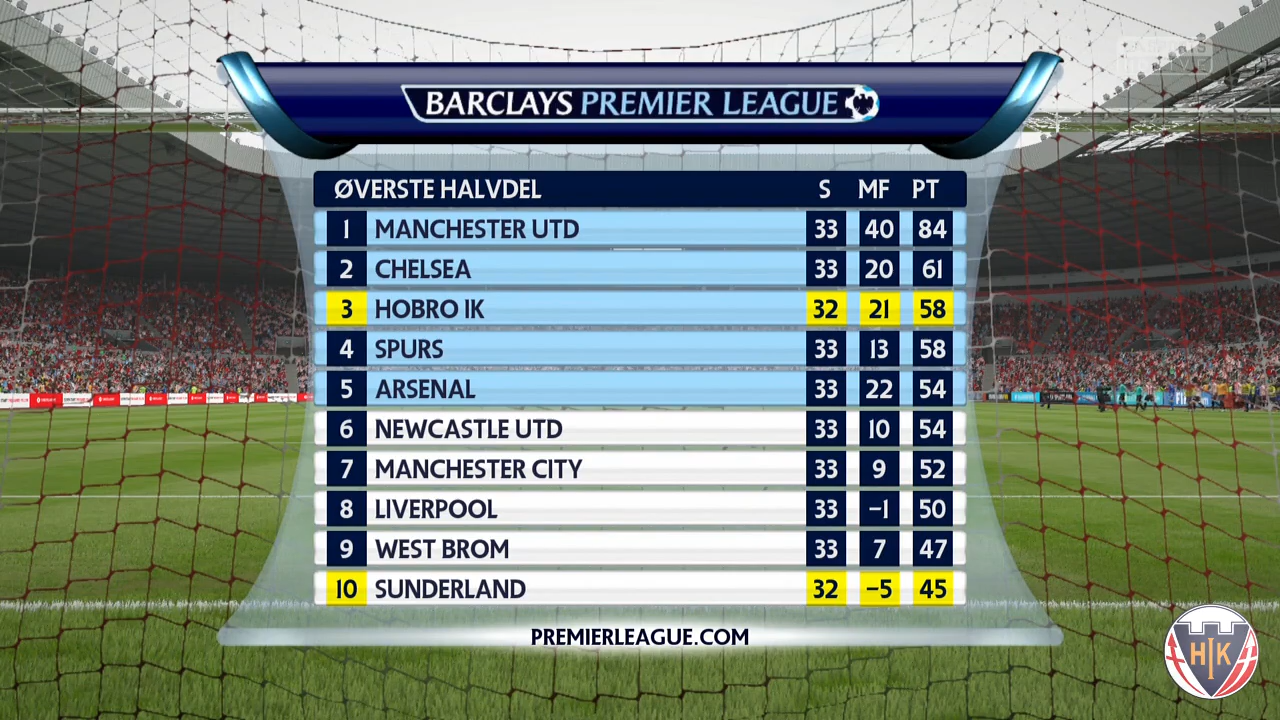 BARCLAYS PREMIER LEAGUE
ØVERSTE HALVDEL S MF PT
1 MANCHESTER UTD 33 40 84
2 CHELSEA 33 20 61
3 HOBRO IK 32 21 58
4 SPURS 33 13 58
5 ARSENAL 33 22 54
6 NEWCASTLE UTD 33 10 54
7 MANCHESTER CITY 33 9 52
8 LIVERPOOL 33 -1 50
9 WEST BROM 33 7 47
10 SUNDERLAND 32 -5 45
PREMIERLEAGUE.COM
HIK